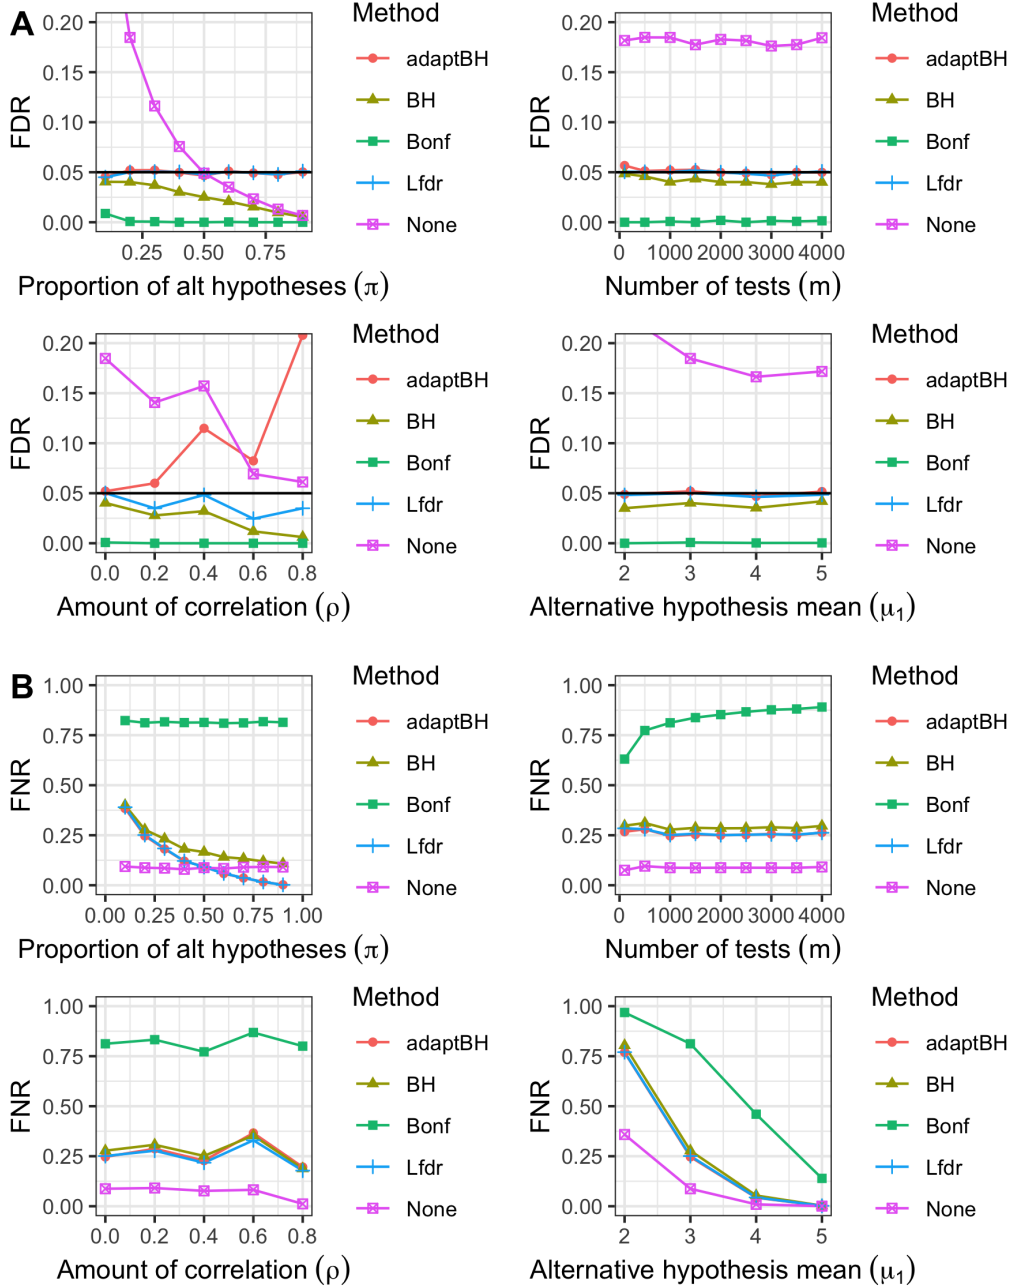 A
0.20
0.15
0.10
0.05
0.00
FDR
0.25 0.50 0.75
Proportion of alt hypotheses (π)
Method
adaptBH
BH
Bonf
Lfdr
None
0.20
0.15
0.10
0.05
0.00
FDR
0 1000 2000 3000 4000
Number of tests (m)
Method
adaptBH
BH
Bonf
Lfdr
None
0.20
0.15
0.10
0.05
0.00
FDR
0.0 0.2 0.4 0.6 0.8
Amount of correlation (ρ)
Method
adaptBH
BH
Bonf
Lfdr
None
0.20
0.15
0.10
0.05
0.00
FDR
2 3 4 5
Alternative hypothesis mean (μ₁)
Method
adaptBH
BH
Bonf
Lfdr
None
B
1.00
0.75
0.50
0.25
0.00
FNR
0.00 0.25 0.50 0.75 1.00
Proportion of alt hypotheses (π)
Method
adaptBH
BH
Bonf
Lfdr
None
1.00
0.75
0.50
0.25
0.00
FNR
0 1000 2000 3000 4000
Number of tests (m)
Method
adaptBH
BH
Bonf
Lfdr
None
1.00
0.75
0.50
0.25
0.00
FNR
0.0 0.2 0.4 0.6 0.8
Amount of correlation (ρ)
Method
adaptBH
BH
Bonf
Lfdr
None
1.00
0.75
0.50
0.25
0.00
FNR
2 3 4 5
Alternative hypothesis mean (μ₁)
Method
adaptBH
BH
Bonf
Lfdr
None